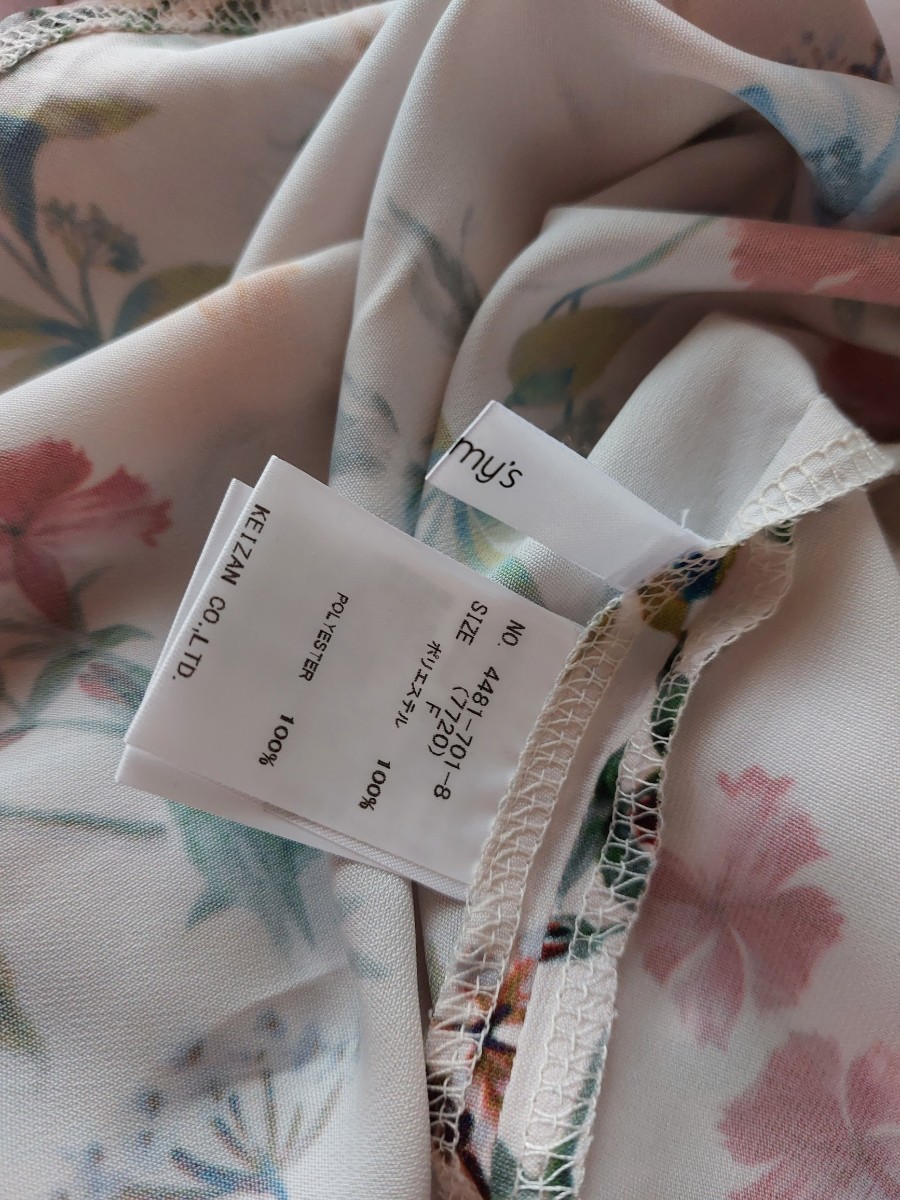 my's
NO. 4481-701-8
(7720)
SIZE F
ポリエステル 100%
POLYESTER 100%
KEIZAN CO.,LTD.